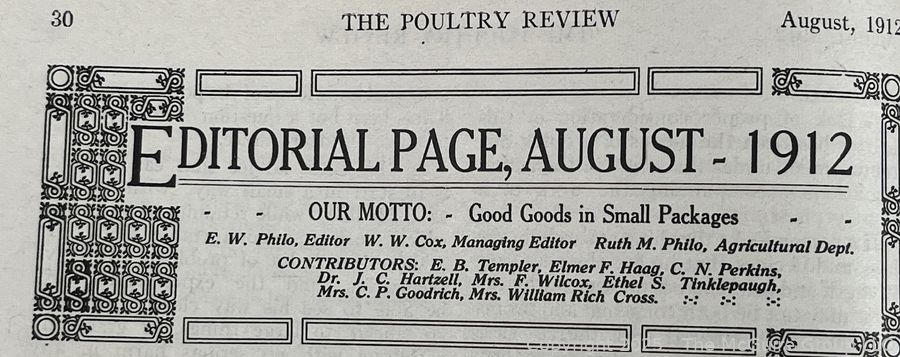 30 THE POULTRY REVIEW August, 1912
EDITORIAL PAGE, AUGUST - 1912
- - OUR MOTTO: - Good Goods in Small Packages - -
E. W. Philo, Editor W. W. Cox, Managing Editor Ruth M. Philo, Agricultural Dept.
CONTRIBUTORS: E. B. Templer, Elmer F. Haag, C. N. Perkins,
Dr. J. C. Hartzell, Mrs. F. Wilcox, Ethel S. Tinklepaugh,
Mrs. C. P. Goodrich, Mrs. William Rich Cross. :-: :-: :-: